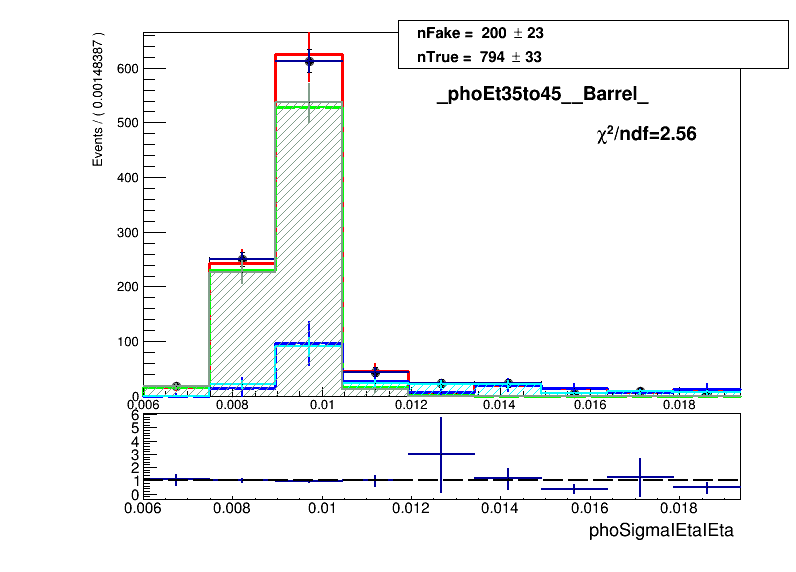 nFake = 200 ± 23
nTrue = 794 ± 33
_phoEt35to45__Barrel_
χ²/ndf=2.56
Events / ( 0.00148387 )
600
500
400
300
200
100
0
0.006 0.008 0.01 0.012 0.014 0.016 0.018
6
5
4
3
2
1
0
0.006 0.008 0.01 0.012 0.014 0.016 0.018
phoSigmaIEtaIEta